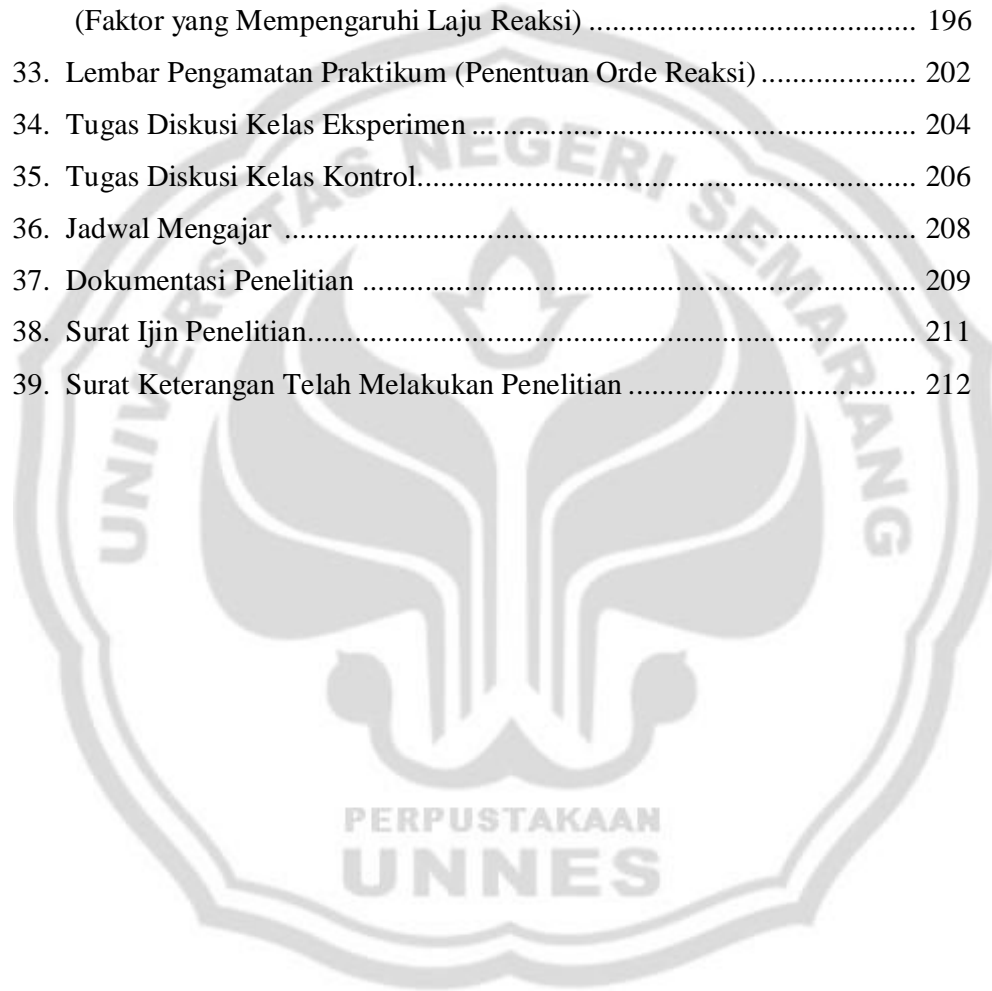 (Faktor yang Mempengaruhi Laju Reaksi) ........................................ 196
33. Lembar Pengamatan Praktikum (Penentuan Orde Reaksi) ................... 202
34. Tugas Diskusi Kelas Eksperimen ....................................................... 204
35. Tugas Diskusi Kelas Kontrol.............................................................. 206
36. Jadwal Mengajar ............................................................................... 208
37. Dokumentasi Penelitian ..................................................................... 209
38. Surat Ijin Penelitian........................................................................... 211
39. Surat Keterangan Telah Melakukan Penelitian ................................... 212
UNIVERSITAS NEGERI SEMARANG
PERPUSTAKAAN
UNNES